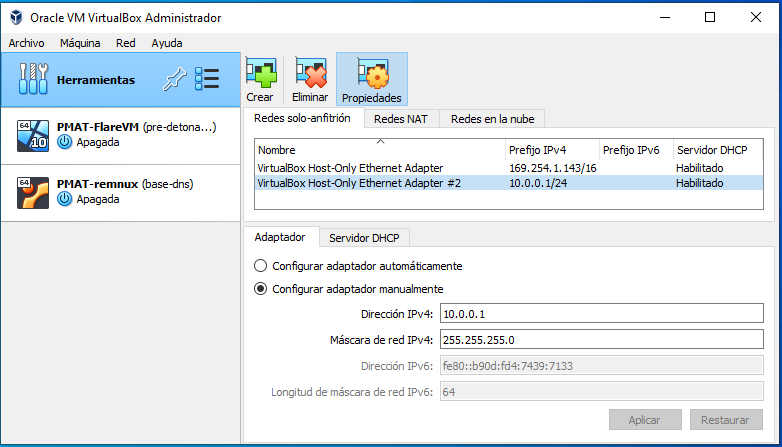 Oracle VM VirtualBox Administrador
Archivo Máquina Red Ayuda
Herramientas
Crear Eliminar Propiedades
64 10 PMAT-FlareVM (pre-detona...)
Apagada
64 PMAT-remnux (base-dns)
Apagada
Redes solo-anfitrión Redes NAT Redes en la nube
Nombre Prefijo IPv4 Prefijo IPv6 Servidor DHCP
VirtualBox Host-Only Ethernet Adapter 169.254.1.143/16 Habilitado
VirtualBox Host-Only Ethernet Adapter #2 10.0.0.1/24 Habilitado
Adaptador Servidor DHCP
Configurar adaptador automáticamente
Configurar adaptador manualmente
Dirección IPv4: 10.0.0.1
Máscara de red IPv4: 255.255.255.0
Dirección IPv6: fe80::b90d:fd4:7439:7133
Longitud de máscara de red IPv6: 64
Aplicar Restaurar